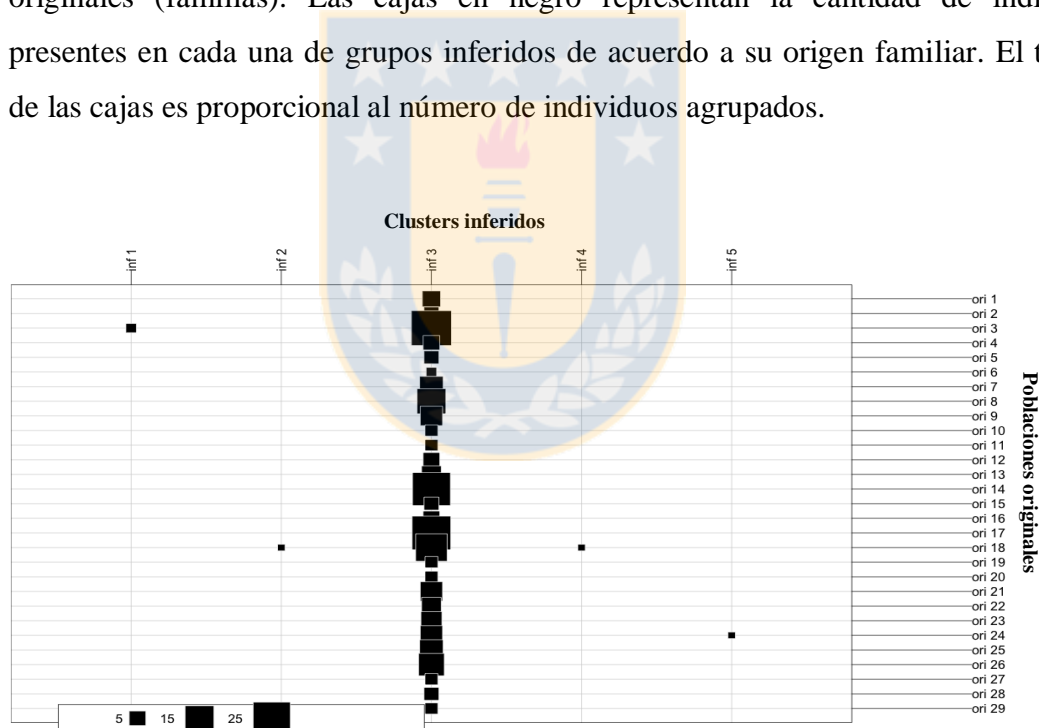 originales (familias). Las cajas en negro representan la cantidad de indi
presentes en cada una de grupos inferidos de acuerdo a su origen familiar. El t
de las cajas es proporcional al número de individuos agrupados.
Clusters inferidos
inf 1 inf 2 inf 3 inf 4 inf 5
ori 1
ori 2
ori 3
ori 4
ori 5
ori 6
ori 7
ori 8
ori 9
ori 10
ori 11
ori 12
ori 13
ori 14
ori 15
ori 16
ori 17
ori 18
ori 19
ori 20
ori 21
ori 22
ori 23
ori 24
ori 25
ori 26
ori 27
ori 28
ori 29
Poblaciones originales
5 15 25